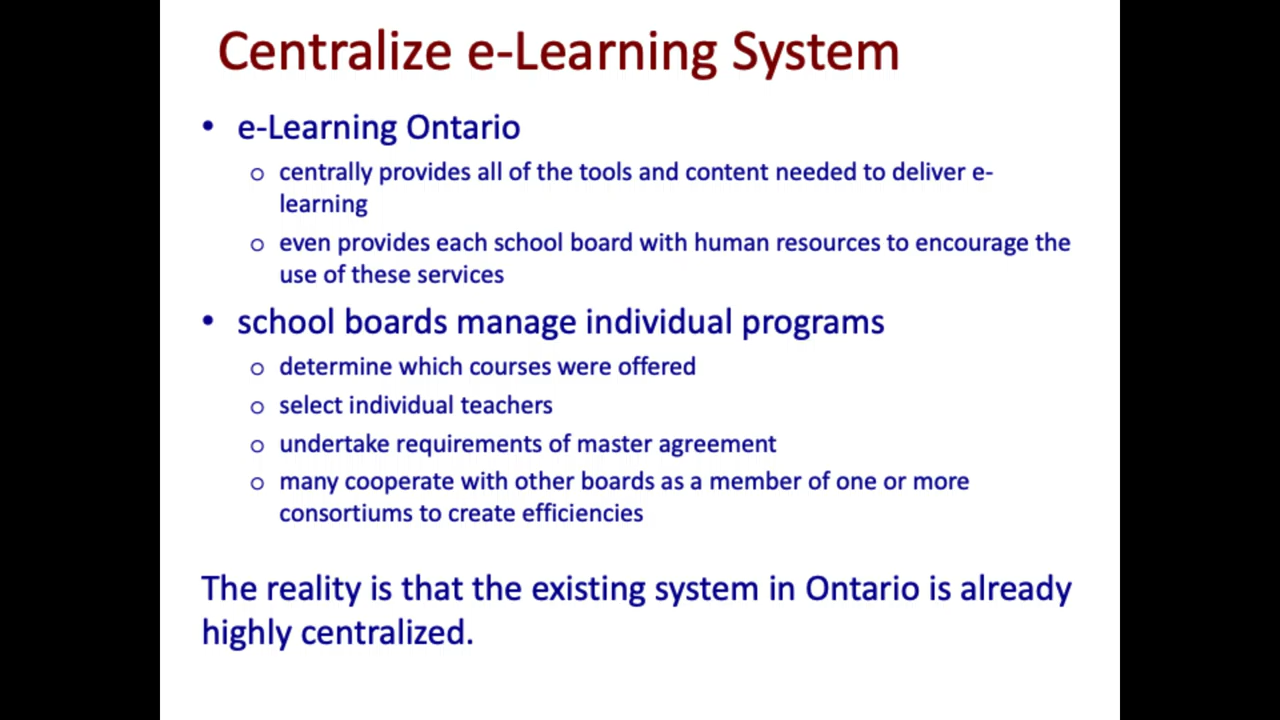 Centralize e-Learning System
• e-Learning Ontario
o centrally provides all of the tools and content needed to deliver e-
learning
o even provides each school board with human resources to encourage the
use of these services
• school boards manage individual programs
o determine which courses were offered
o select individual teachers
o undertake requirements of master agreement
o many cooperate with other boards as a member of one or more
consortiums to create efficiencies
The reality is that the existing system in Ontario is already
highly centralized.